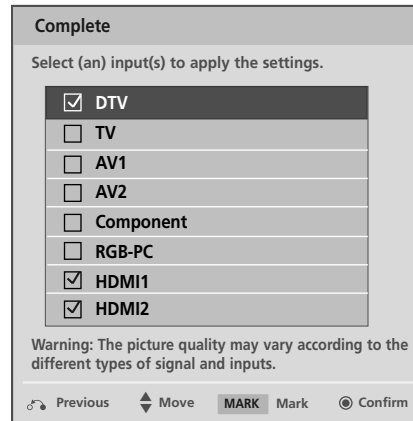 Complete
Select (an) input(s) to apply the settings.
DTV
TV
AV1
AV2
Component
RGB-PC
HDMI1
HDMI2
Warning: The picture quality may vary according to the
different types of signal and inputs.
Previous Move MARK Mark Confirm